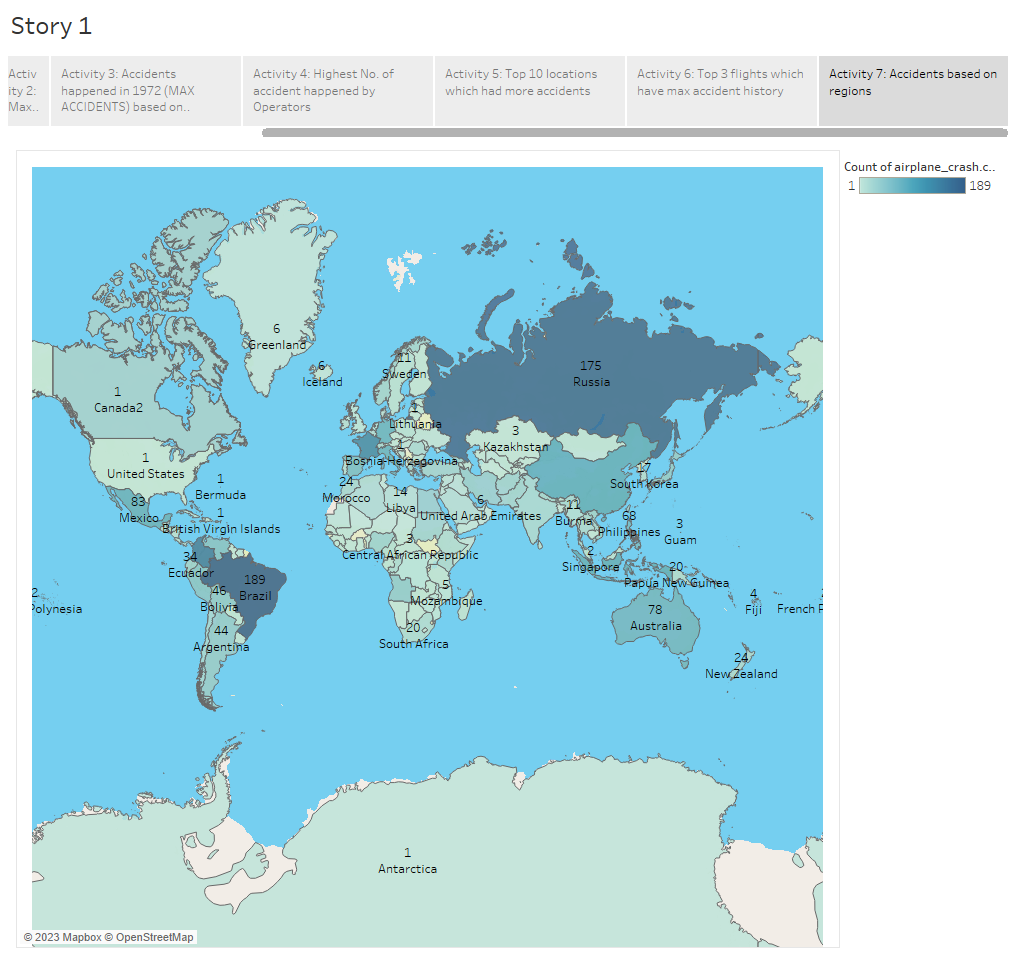 Story 1
Activ
ity 2:
Max..
Activity 3: Accidents
happened in 1972 (MAX
ACCIDENTS) based on..
Activity 4: Highest No. of
accident happened by
Operators
Activity 5: Top 10 locations
which had more accidents
Activity 6: Top 3 flights which
have max accident history
Activity 7: Accidents based on
regions
Count of airplane_crash.c..
1
189
6
Greenland
6
Iceland
11
Sweden
175
Russia
1
Canada2
1
Lithuania
3
Kazakhstan
1
United States
1
Bosnia Herzegovina
17
South Korea
1
Bermuda
24
Morocco
14
Libya
6
United Arab Emirates
83
Mexico
1
British Virgin Islands
11
Burma
68
Philippines
3
Guam
3
Central African Republic
34
Ecuador
2
Singapore
20
Papua New Guinea
189
Brazil
46
Bolivia
5
Mozambique
2
Polynesia
4
Fiji
French P
78
Australia
44
Argentina
20
South Africa
24
New Zealand
1
Antarctica
© 2023 Mapbox © OpenStreetMap